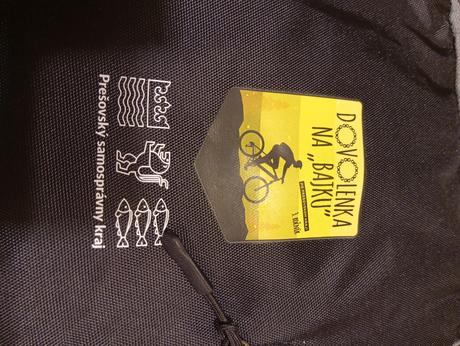 DOVOLENKA
NA „BAJKU"
Prešovský samosprávny kraj